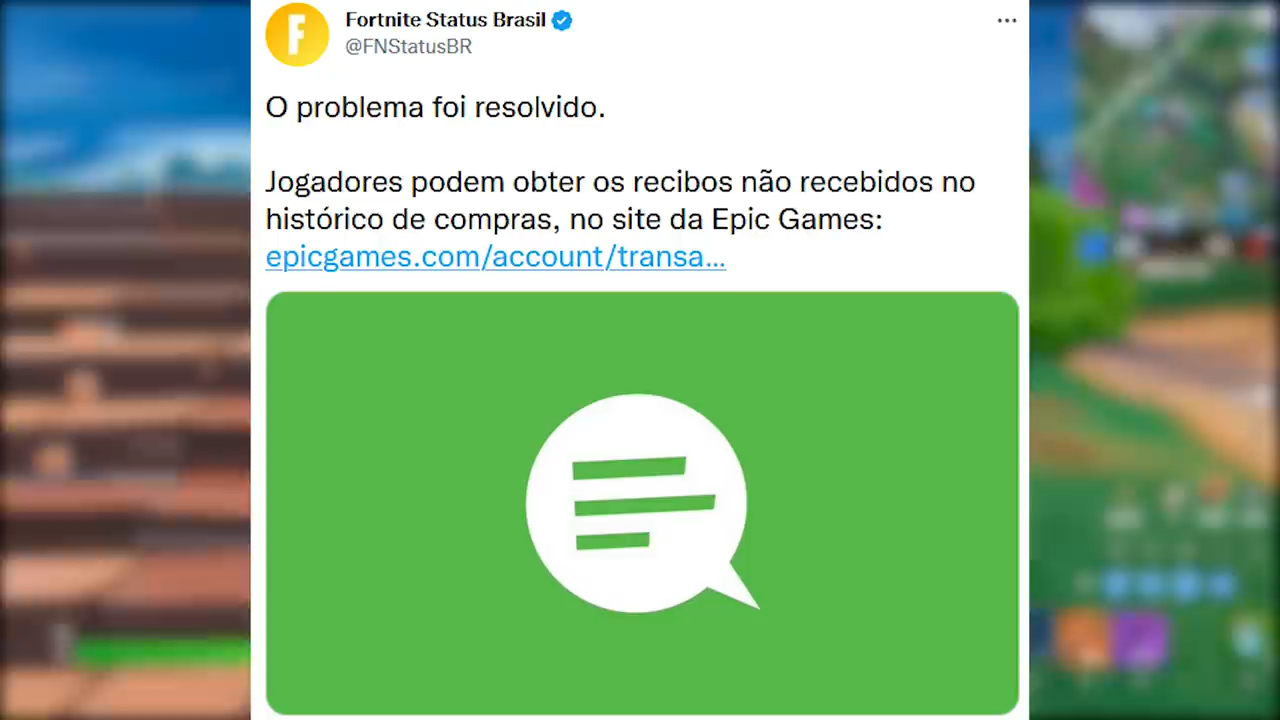 Fortnite Status Brasil
@FNStatusBR
O problema foi resolvido.
Jogadores podem obter os recibos não recebidos no
histórico de compras, no site da Epic Games:
epicgames.com/account/transa...